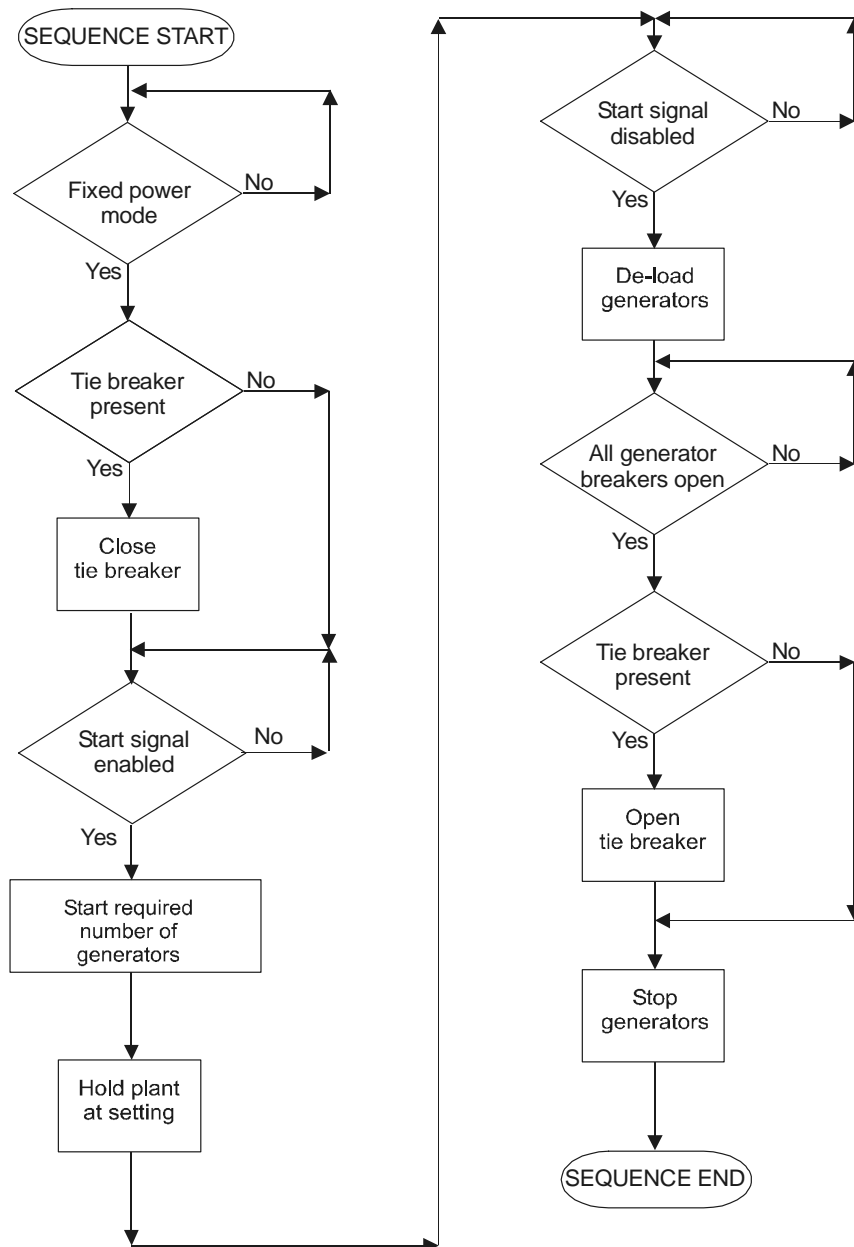 SEQUENCE START
Fixed power
mode
No
Yes
Tie breaker
present
No
Yes
Close
tie breaker
Start signal
enabled
No
Yes
Start required
number of
generators
Hold plant
at setting
Start signal
disabled
No
Yes
De-load
generators
All generator
breakers open
No
Yes
Tie breaker
present
No
Yes
Open
tie breaker
Stop
generators
SEQUENCE END